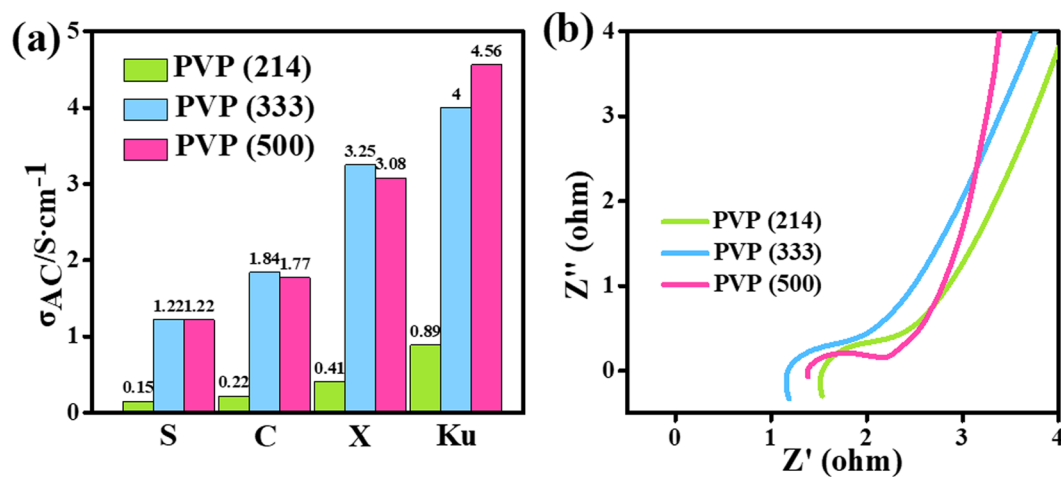 (a)
σAC/S·cm⁻¹
5
4
3
2
1
0
PVP (214)
PVP (333)
PVP (500)
0.15
1.22
1.22
0.22
1.84
1.77
0.41
3.25
3.08
0.89
4
4.56
S C X Ku
(b)
Z'' (ohm)
4
3
2
1
0
PVP (214)
PVP (333)
PVP (500)
0 1 2 3 4
Z' (ohm)